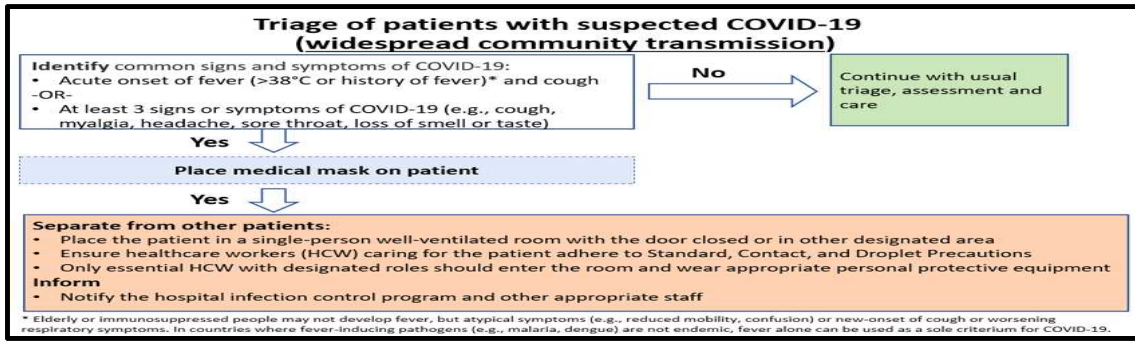 Triage of patients with suspected COVID-19
(widespread community transmission)
Identify common signs and symptoms of COVID-19:
• Acute onset of fever (>38°C or history of fever)* and cough
-OR-
• At least 3 signs or symptoms of COVID-19 (e.g., cough,
myalgia, headache, sore throat, loss of smell or taste)
No
Continue with usual
triage, assessment and
care
Yes
Place medical mask on patient
Yes
Separate from other patients:
• Place the patient in a single-person well-ventilated room with the door closed or in other designated area
• Ensure healthcare workers (HCW) caring for the patient adhere to Standard, Contact, and Droplet Precautions
• Only essential HCW with designated roles should enter the room and wear appropriate personal protective equipment
Inform
• Notify the hospital infection control program and other appropriate staff
* Elderly or immunosuppressed people may not develop fever, but atypical symptoms (e.g., reduced mobility, confusion) or new-onset of cough or worsening
respiratory symptoms. In countries where fever-inducing pathogens (e.g., malaria, dengue) are not endemic, fever alone can be used as a sole criterium for COVID-19.